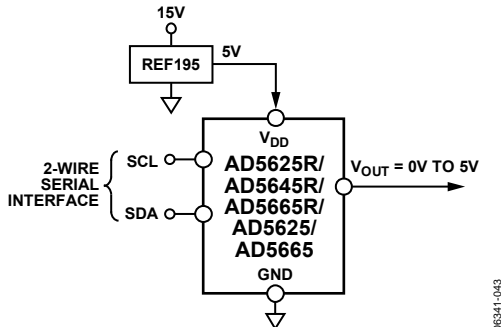 15V
REF195
5V
VDD
2-WIRE
SERIAL
INTERFACE
SCL
SDA
AD5625R/
AD5645R/
AD5665R/
AD5625/
AD5665
GND
VOUT = 0V TO 5V
06341-043